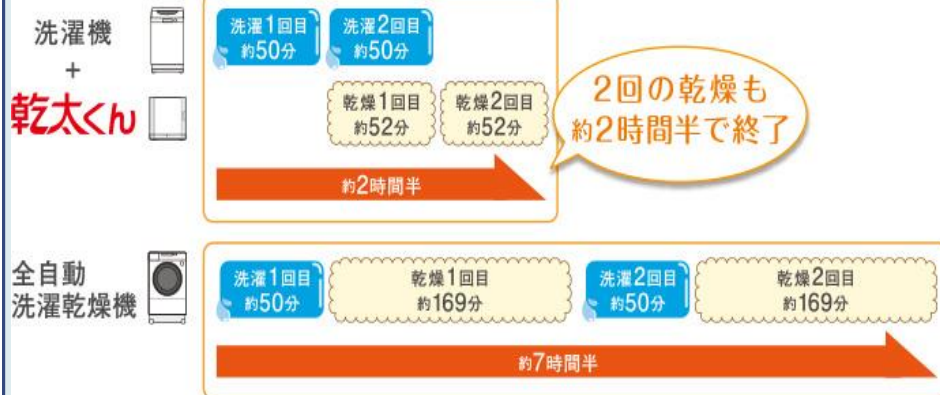 洗濯機
+
乾太くん
洗濯1回目
約50分
洗濯2回目
約50分
乾燥1回目
約52分
乾燥2回目
約52分
約2時間半
2回の乾燥も
約2時間半で終了
全自動
洗濯乾燥機
洗濯1回目
約50分
乾燥1回目
約169分
洗濯2回目
約50分
乾燥2回目
約169分
約7時間半